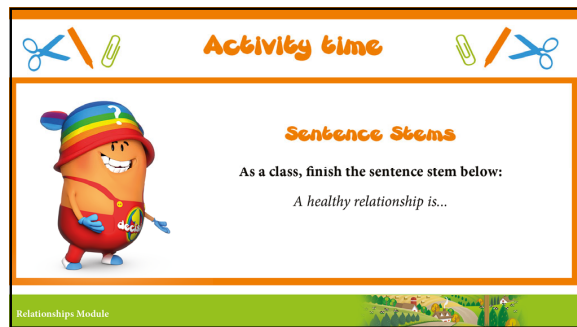 Activity time
?
Sentence Stems
As a class, finish the sentence stem below:
A healthy relationship is...
Relationships Module